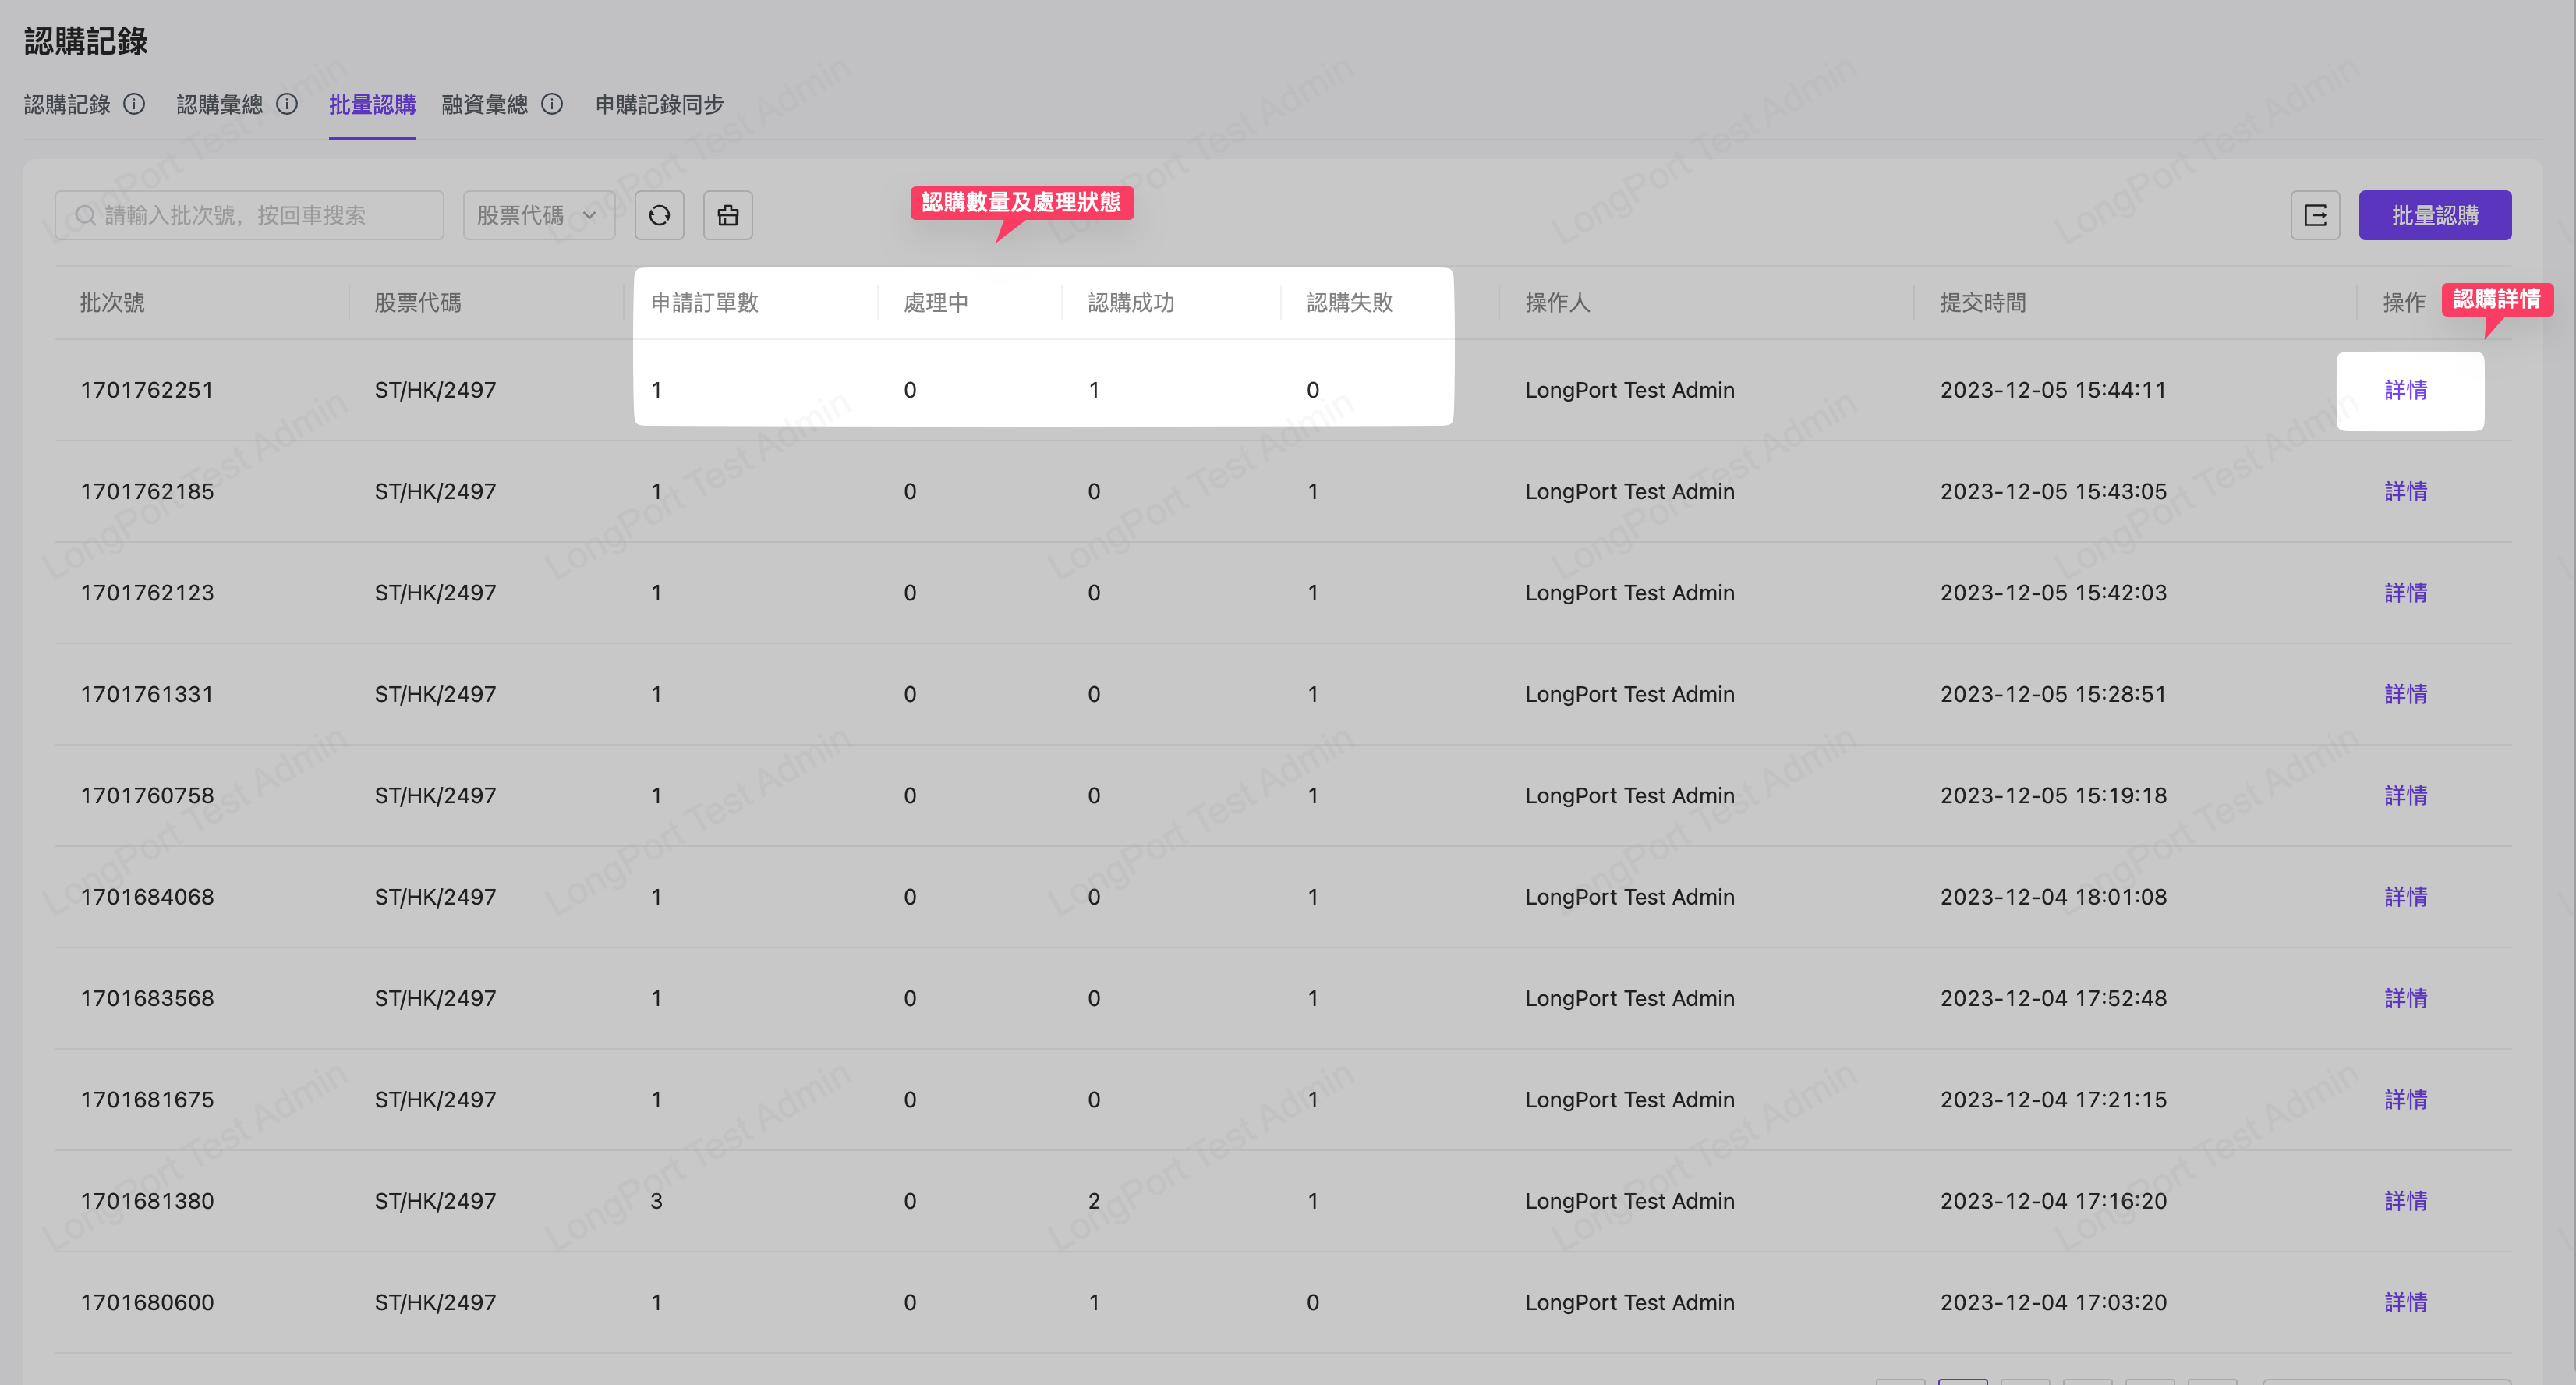 認購記錄
認購記錄 認購彙總 批量認購 融資彙總 申購記錄同步
請輸入批次號，按回車搜索 股票代碼 認購數量及處理狀態 批量認購
批次號 股票代碼 申請訂單數 處理中 認購成功 認購失敗 操作人 提交時間 操作 認購詳情
1701762251 ST/HK/2497 1 0 1 0 LongPort Test Admin 2023-12-05 15:44:11 詳情
1701762185 ST/HK/2497 1 0 0 1 LongPort Test Admin 2023-12-05 15:43:05 詳情
1701762123 ST/HK/2497 1 0 0 1 LongPort Test Admin 2023-12-05 15:42:03 詳情
1701761331 ST/HK/2497 1 0 0 1 LongPort Test Admin 2023-12-05 15:28:51 詳情
1701760758 ST/HK/2497 1 0 0 1 LongPort Test Admin 2023-12-05 15:19:18 詳情
1701684068 ST/HK/2497 1 0 0 1 LongPort Test Admin 2023-12-04 18:01:08 詳情
1701683568 ST/HK/2497 1 0 0 1 LongPort Test Admin 2023-12-04 17:52:48 詳情
1701681675 ST/HK/2497 1 0 0 1 LongPort Test Admin 2023-12-04 17:21:15 詳情
1701681380 ST/HK/2497 3 0 2 1 LongPort Test Admin 2023-12-04 17:16:20 詳情
1701680600 ST/HK/2497 1 0 1 0 LongPort Test Admin 2023-12-04 17:03:20 詳情